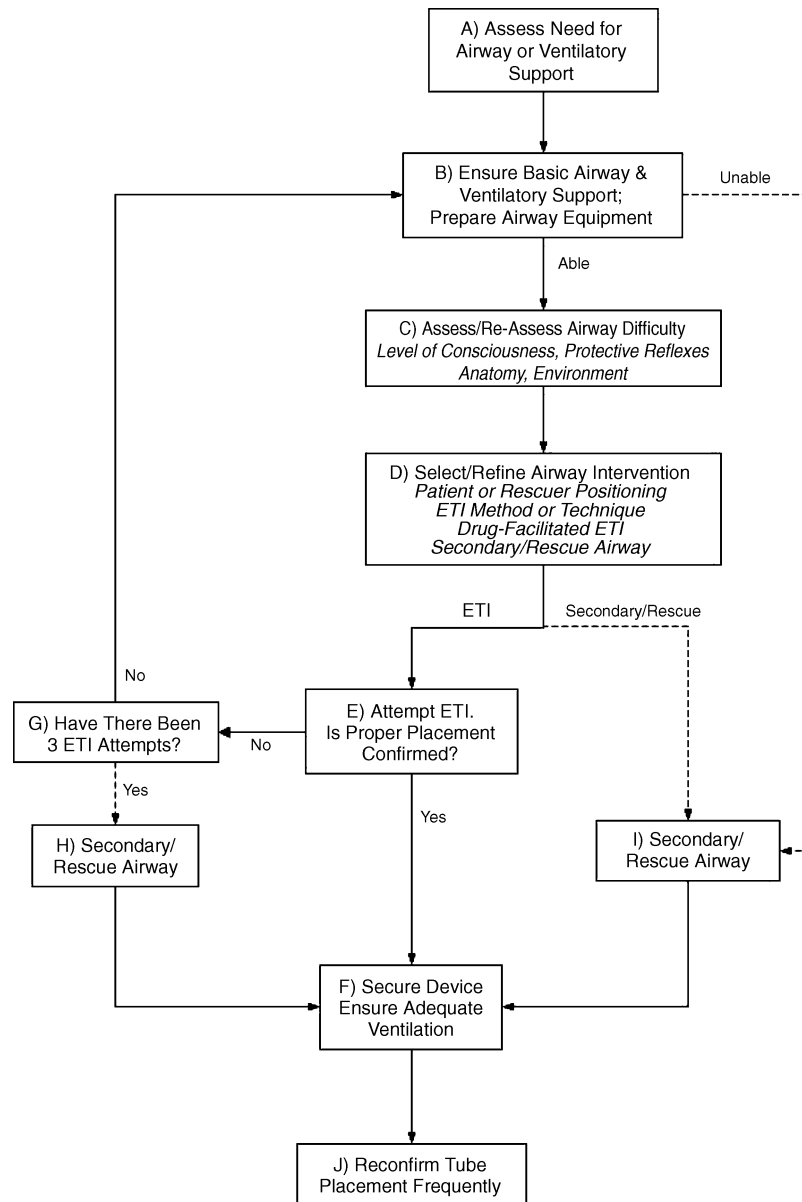 A) Assess Need for
Airway or Ventilatory
Support
B) Ensure Basic Airway &
Ventilatory Support;
Prepare Airway Equipment
Unable
Able
C) Assess/Re-Assess Airway Difficulty
Level of Consciousness, Protective Reflexes
Anatomy, Environment
D) Select/Refine Airway Intervention
Patient or Rescuer Positioning
ETI Method or Technique
Drug-Facilitated ETI
Secondary/Rescue Airway
ETI
Secondary/Rescue
No
G) Have There Been
3 ETI Attempts?
No
E) Attempt ETI.
Is Proper Placement
Confirmed?
Yes
Yes
H) Secondary/
Rescue Airway
I) Secondary/
Rescue Airway
F) Secure Device
Ensure Adequate
Ventilation
J) Reconfirm Tube
Placement Frequently